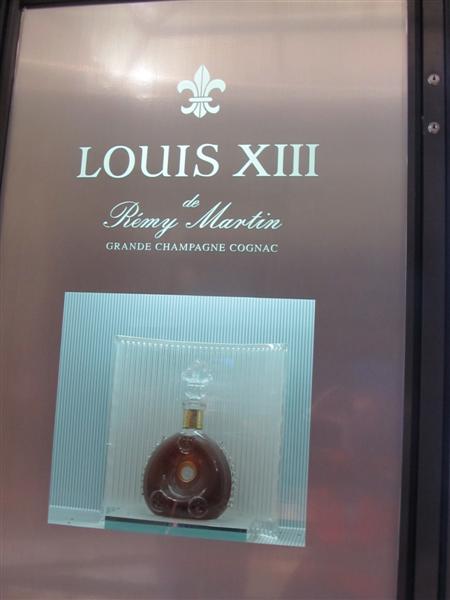 LOUIS XIII
de
Rémy Martin
GRANDE CHAMPAGNE COGNAC